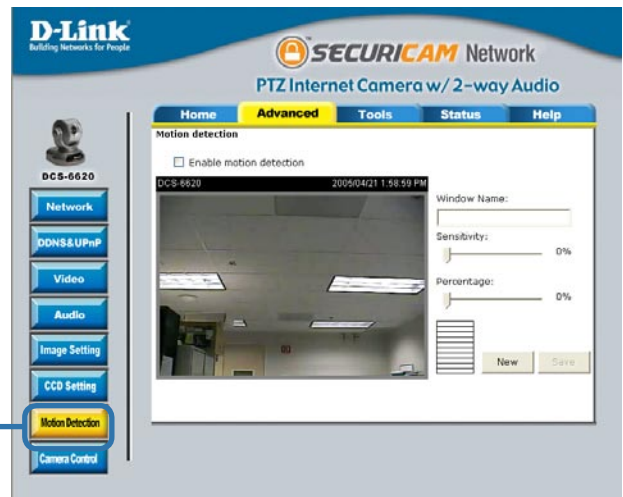 D-Link
Building Networks for People
SECURICAM Network
PTZ Internet Camera w/ 2-way Audio
Home Advanced Tools Status Help
DCS-6620
Network
DDNS&UPnP
Video
Audio
Image Setting
CCD Setting
Motion Detection
Camera Control
Motion detection
Enable motion detection
DCS-6620 2005/04/21 1:58:59 PM
Window Name:
Sensitivity:
0%
Percentage:
0%
New Save